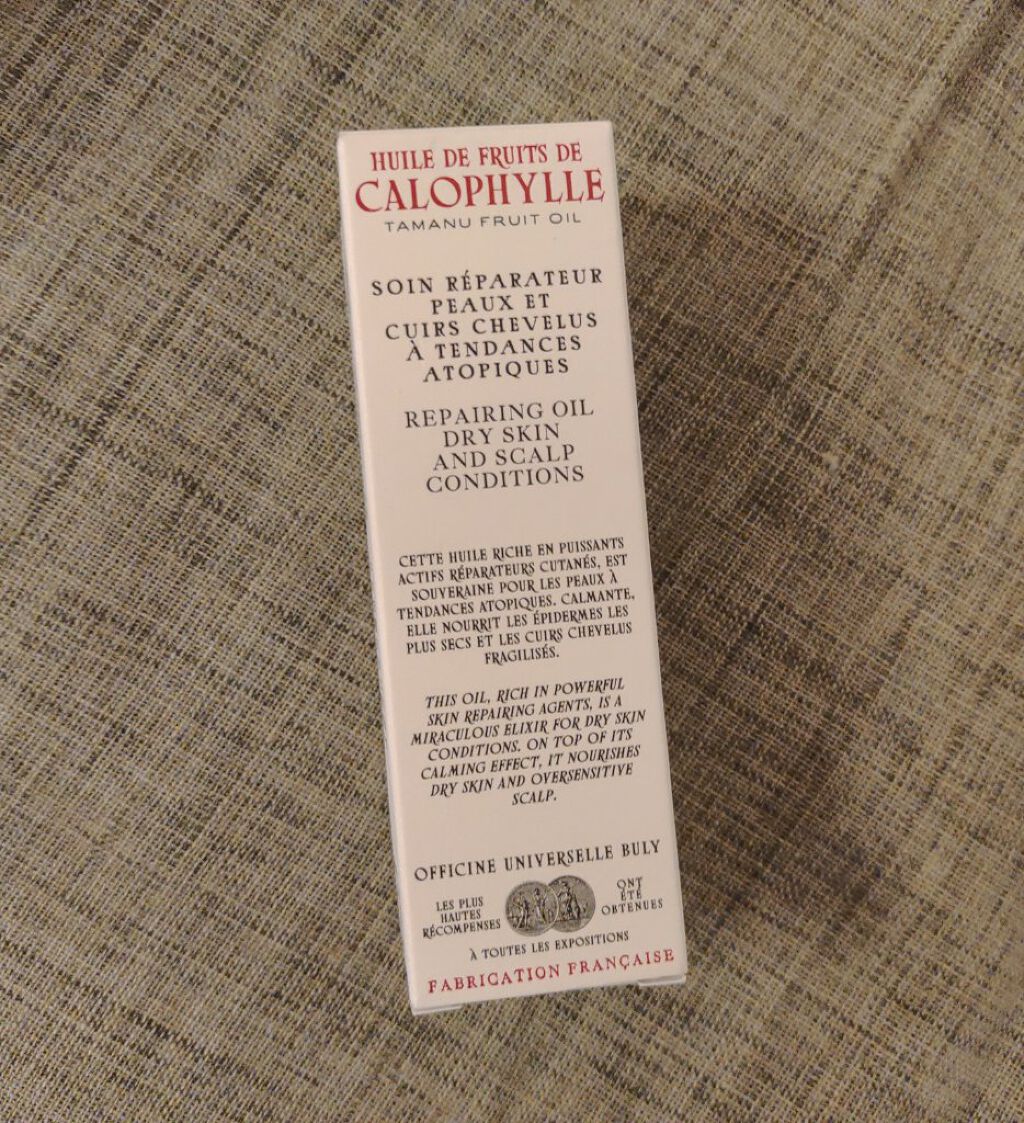 HUILE DE FRUITS DE
CALOPHYLLE
TAMANU FRUIT OIL
SOIN RÉPARATEUR
PEAUX ET
CUIRS CHEVELUS
À TENDANCES
ATOPIQUES
REPAIRING OIL
DRY SKIN
AND SCALP
CONDITIONS
CETTE HUILE RICHE EN PUISSANTS
ACTIFS RÉPARATEURS CUTANÉS, EST
SOUVERAINE POUR LES PEAUX À
TENDANCES ATOPIQUES. CALMANTE,
ELLE NOURRIT LES ÉPIDERMES LES
PLUS SECS ET LES CUIRS CHEVELUS
FRAGILISÉS.
THIS OIL, RICH IN POWERFUL
SKIN REPAIRING AGENTS, IS A
MIRACULOUS ELIXIR FOR DRY SKIN
CONDITIONS. ON TOP OF ITS
CALMING EFFECT, IT NOURISHES
DRY SKIN AND OVERSENSITIVE
SCALP.
OFFICINE UNIVERSELLE BULY
LES PLUS
HAUTES
RÉCOMPENSES
ONT
ÉTÉ
OBTENUES
À TOUTES LES EXPOSITIONS
FABRICATION FRANÇAISE